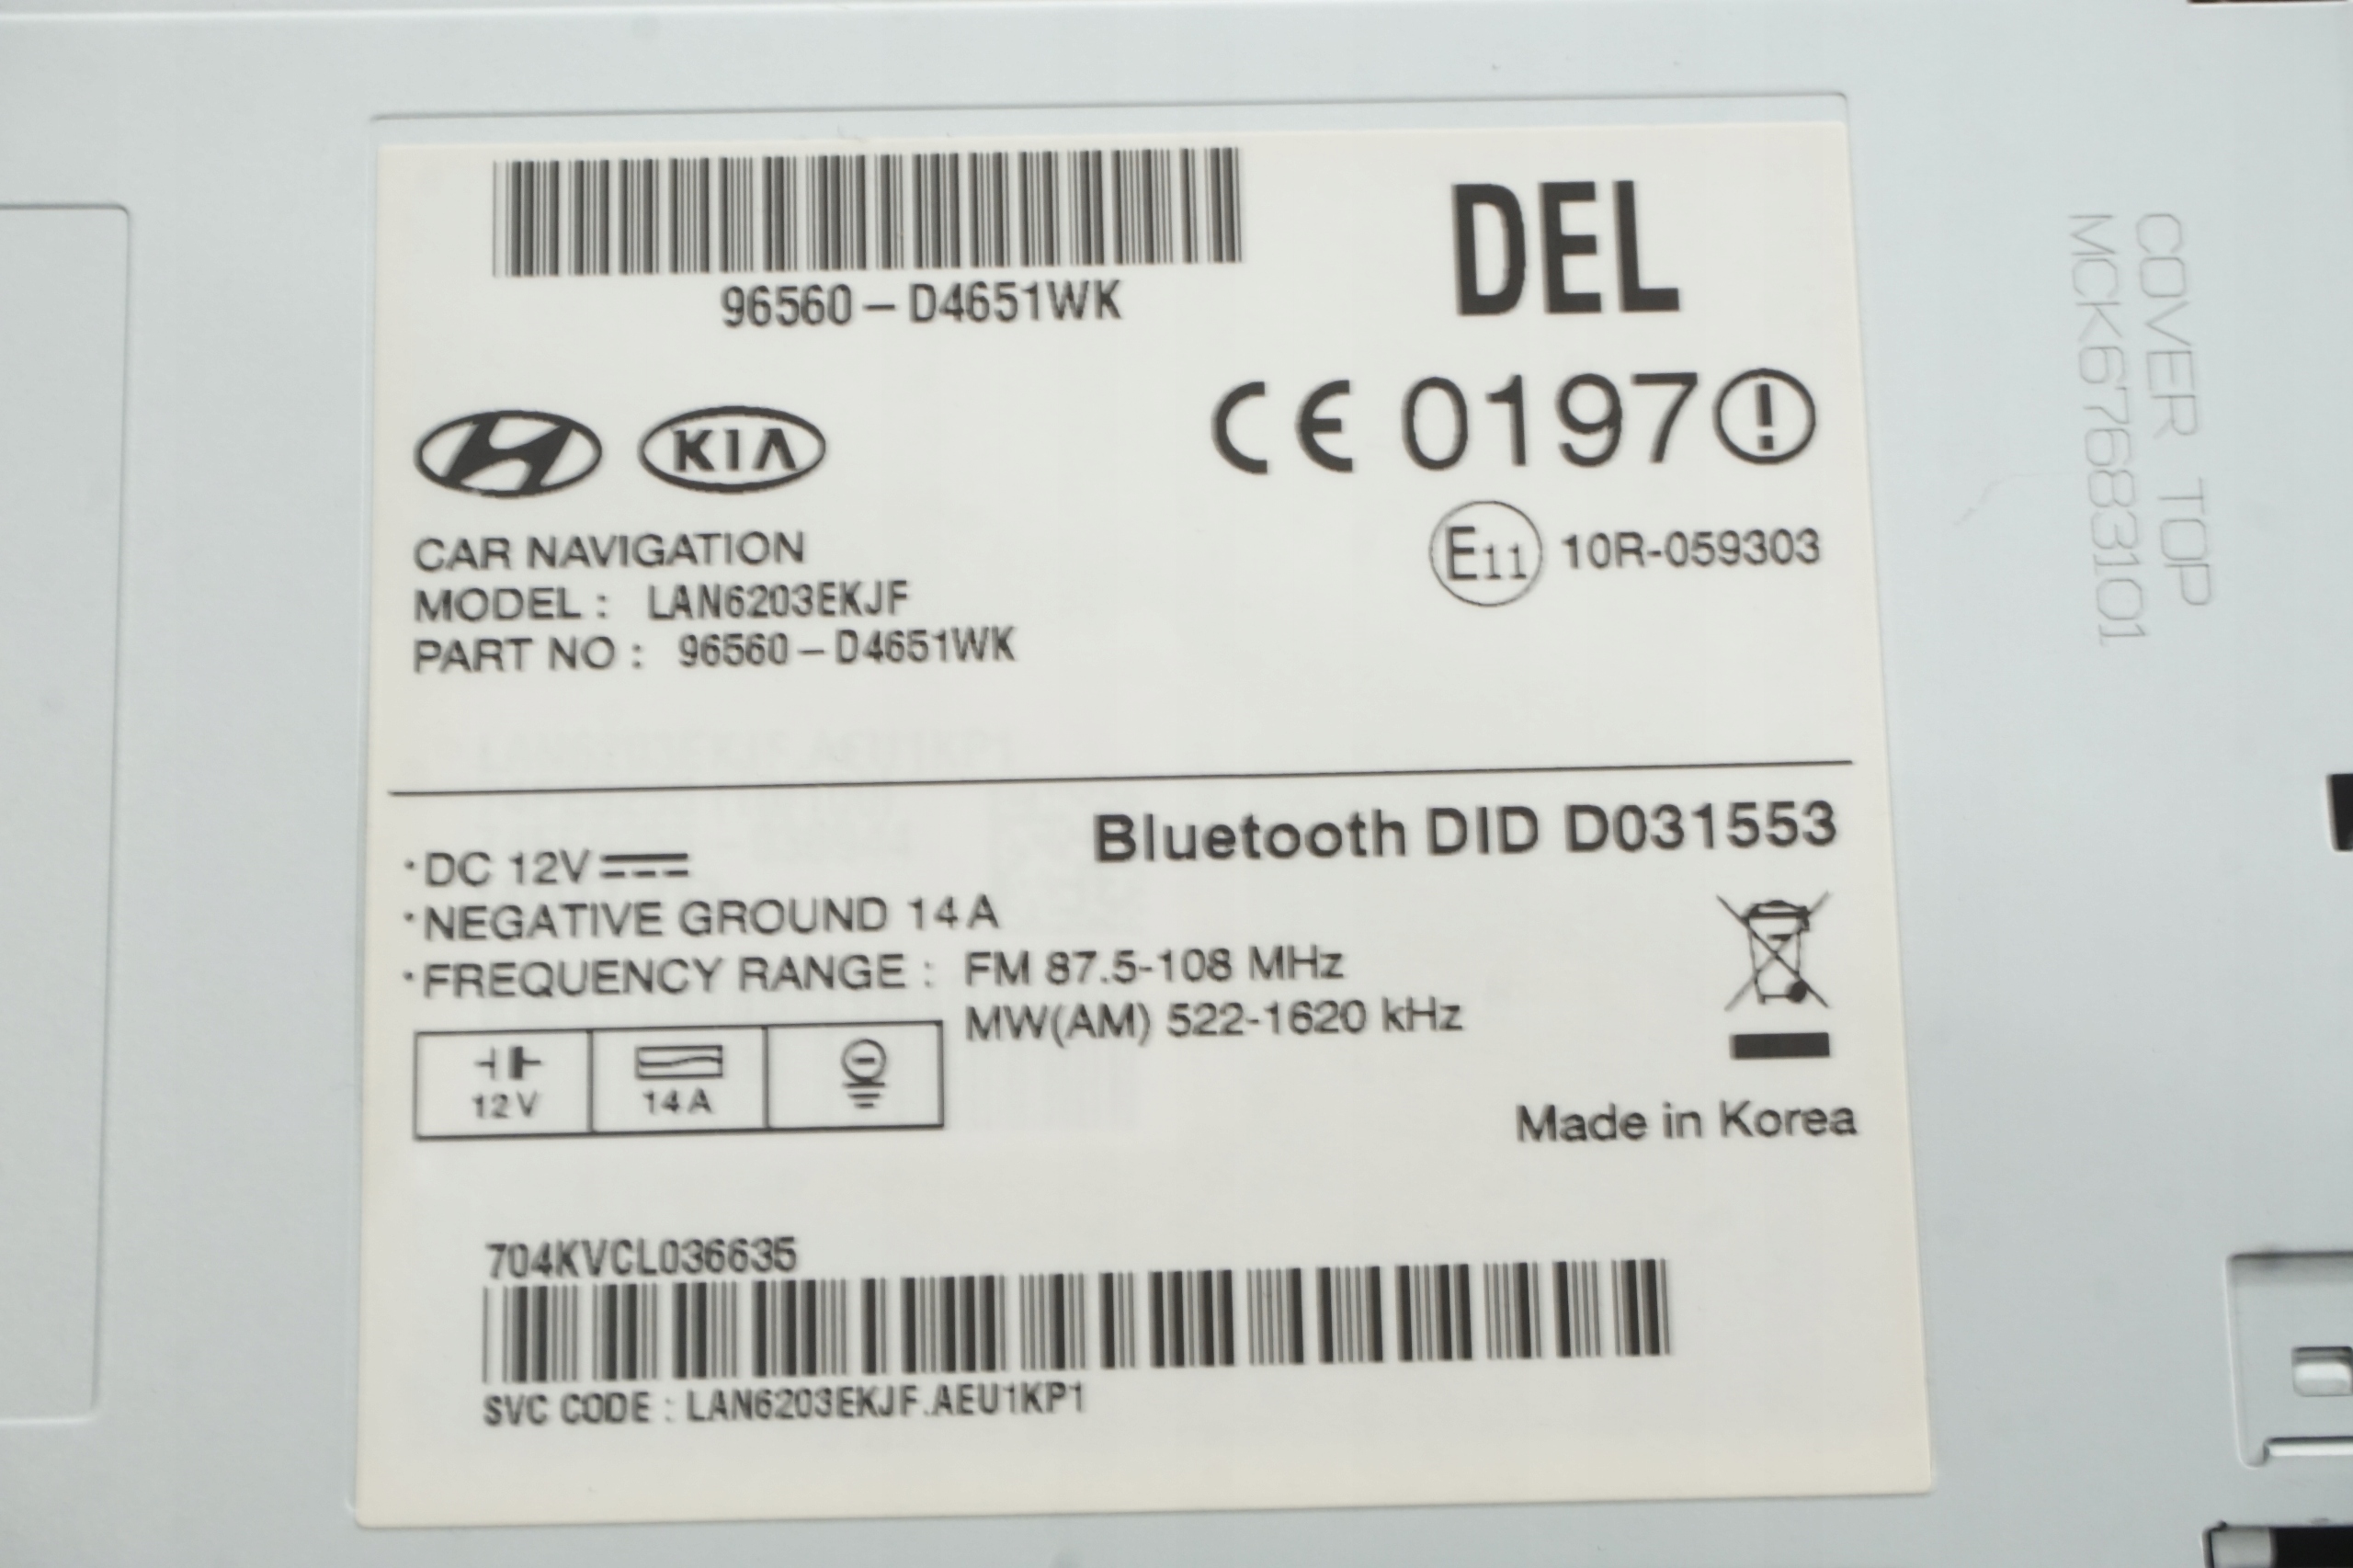 96560-D4651WK
DEL
CE 0197
KIA
E11 10R-059303
CAR NAVIGATION
MODEL : LAN6203EKJF
PART NO : 96560-D4651WK
Bluetooth DID D031553
·DC 12V
·NEGATIVE GROUND 14A
·FREQUENCY RANGE : FM 87.5-108 MHz
MW(AM) 522-1620 kHz
12V
14A
Made in Korea
704KVCL036635
SVC CODE : LAN6203EKJF.AEU1KP1
COVER TOP
MCK67683101